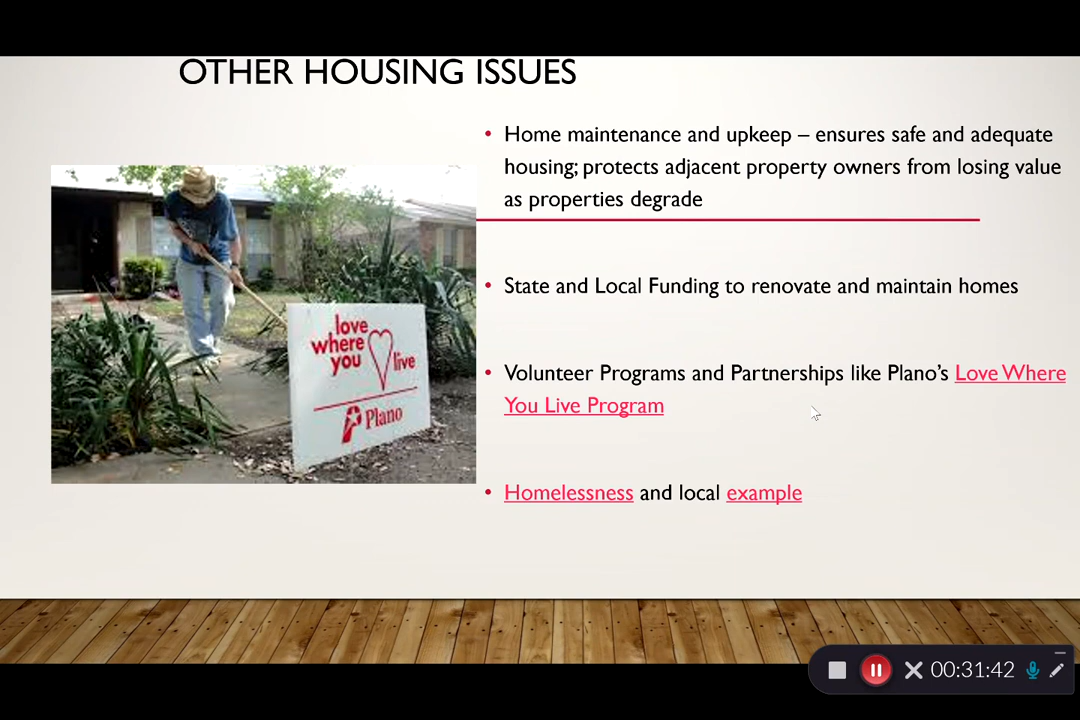 OTHER HOUSING ISSUES
• Home maintenance and upkeep – ensures safe and adequate
housing; protects adjacent property owners from losing value
as properties degrade
• State and Local Funding to renovate and maintain homes
• Volunteer Programs and Partnerships like Plano’s Love Where
You Live Program
• Homelessness and local example
love
where
you live
Plano
00:31:42